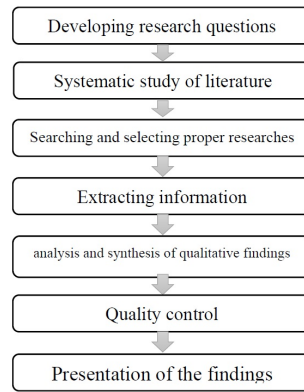 Developing research questions
Systematic study of literature
Searching and selecting proper researches
Extracting information
analysis and synthesis of qualitative findings
Quality control
Presentation of the findings